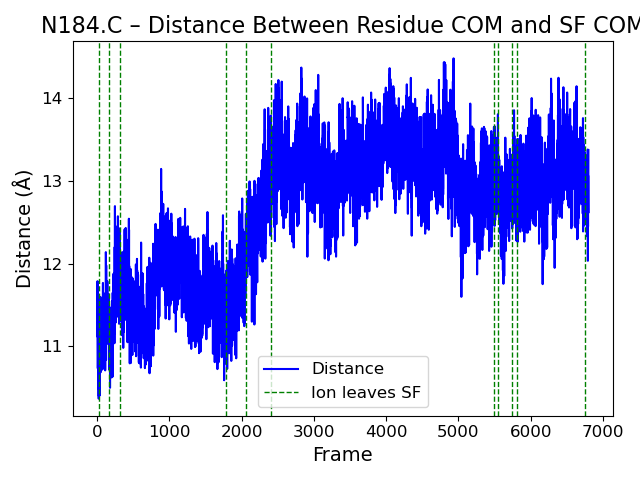 N184.C – Distance Between Residue COM and SF COM
Distance (Å)
14
13
12
11
Distance
Ion leaves SF
0 1000 2000 3000 4000 5000 6000 7000
Frame